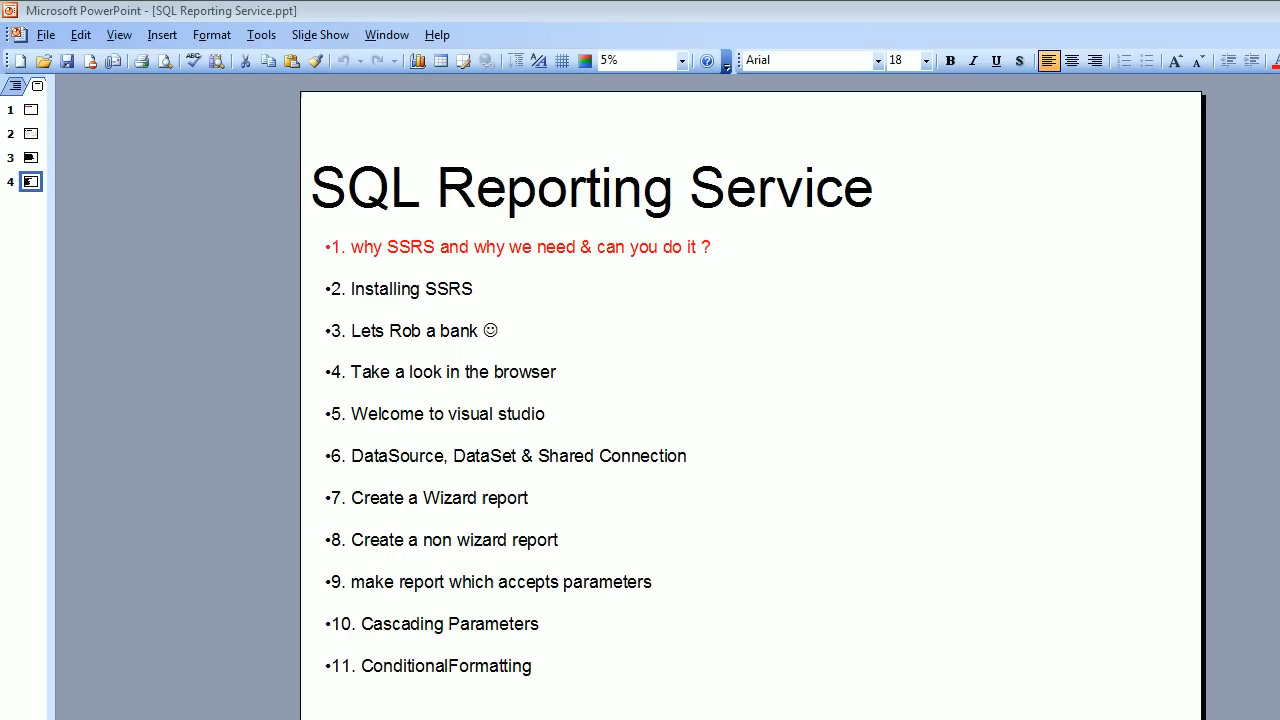 Microsoft PowerPoint - [SQL Reporting Service.ppt]
File Edit View Insert Format Tools Slide Show Window Help
5% Arial 18 B I U S A A A
1
2
3
4
SQL Reporting Service
•1. why SSRS and why we need & can you do it ?
•2. Installing SSRS
•3. Lets Rob a bank ☺
•4. Take a look in the browser
•5. Welcome to visual studio
•6. DataSource, DataSet & Shared Connection
•7. Create a Wizard report
•8. Create a non wizard report
•9. make report which accepts parameters
•10. Cascading Parameters
•11. ConditionalFormatting